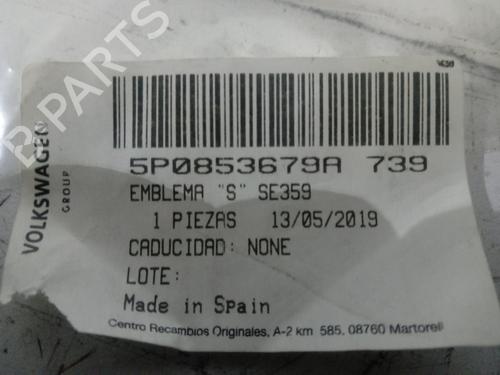 B-PARTS
VOLKSWAGEN
GROUP
5P0853679A 739
EMBLEMA "S" SE359
1 PIEZAS 13/05/2019
CADUCIDAD: NONE
LOTE:
Made in Spain
Centro Recambios Originales, A-2 km 585, 08760 Martorell